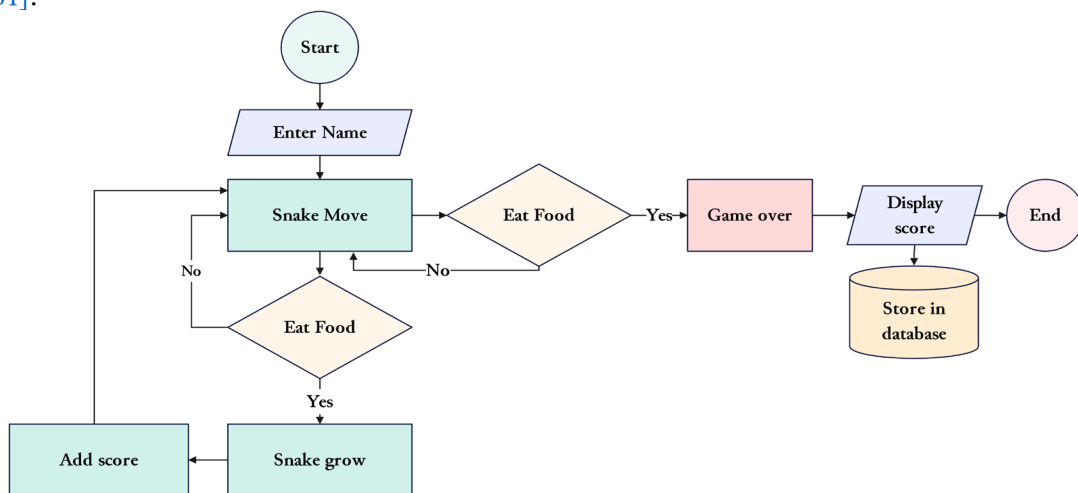 Start
Enter Name
Snake Move
Eat Food
Yes
Game over
Display
score
End
No
No
Store in
database
Eat Food
Yes
Add score
Snake grow